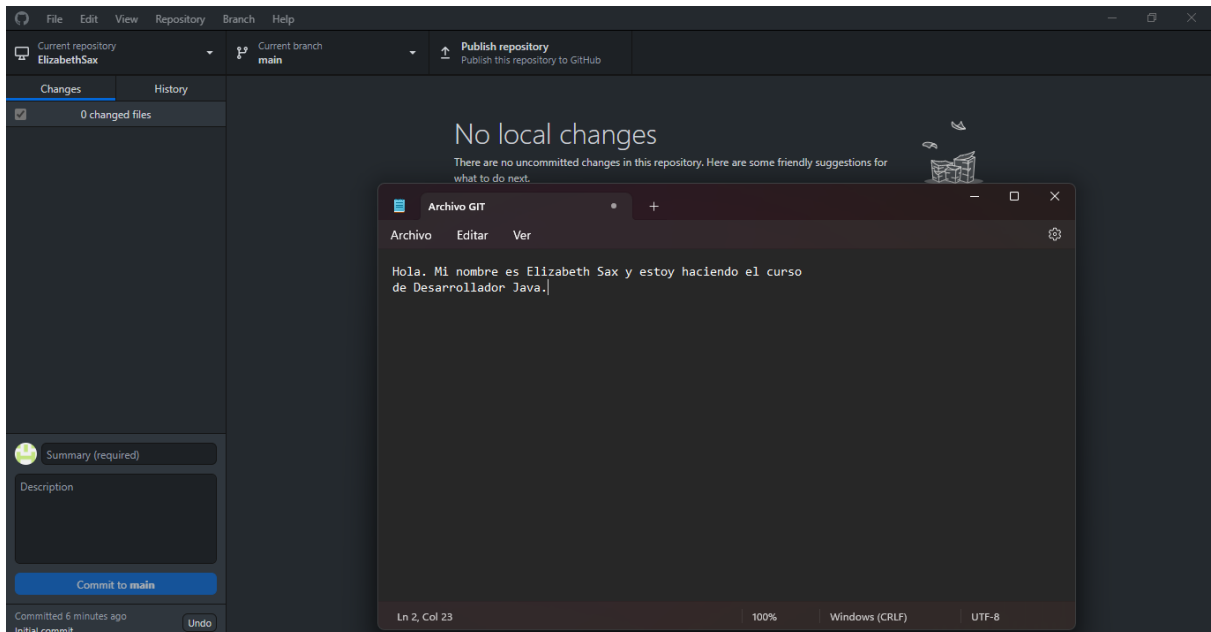 File Edit View Repository Branch Help
Current repository
ElizabethSax
Current branch
main
Publish repository
Publish this repository to GitHub
Changes History
0 changed files
No local changes
There are no uncommitted changes in this repository. Here are some friendly suggestions for
what to do next.
Archivo GIT
Archivo Editar Ver
Hola. Mi nombre es Elizabeth Sax y estoy haciendo el curso
de Desarrollador Java.
Summary (required)
Description
Commit to main
Committed 6 minutes ago
Initial commit
Undo
Ln 2, Col 23 100% Windows (CRLF) UTF-8